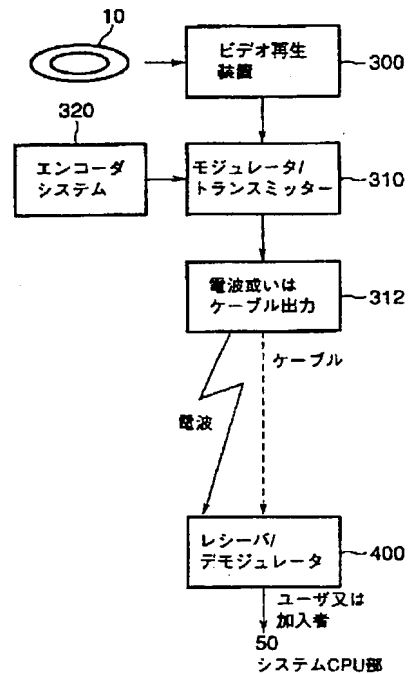 10
ビデオ再生
装置
300
320
エンコーダ
システム
モジュレータ/
トランスミッター
310
電波或いは
ケーブル出力
312
ケーブル
電波
レシーバ/
デモジュレータ
400
ユーザ又は
加入者
50
システムCPU部